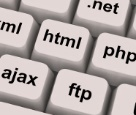 .net
ml html php
ajax ftp